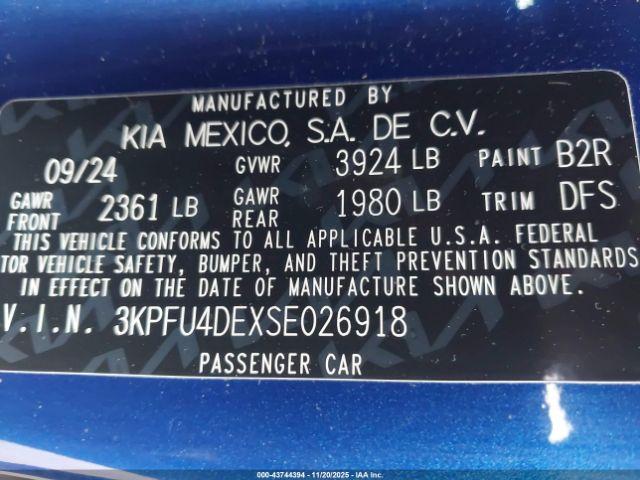 MANUFACTURED BY
KIA MEXICO, S.A. DE C.V.
09/24 GVWR 3924 LB PAINT B2R
GAWR FRONT 2361 LB GAWR REAR 1980 LB TRIM DFS
THIS VEHICLE CONFORMS TO ALL APPLICABLE U.S.A. FEDERAL
TOR VEHICLE SAFETY, BUMPER, AND THEFT PREVENTION STANDARDS
IN EFFECT ON THE DATE OF MANUFACTURE SHOWN ABOVE.
V.I.N. 3KPFU4DEXSE026918
PASSENGER CAR
000-43744394 - 11/20/2025 - IAA Inc.